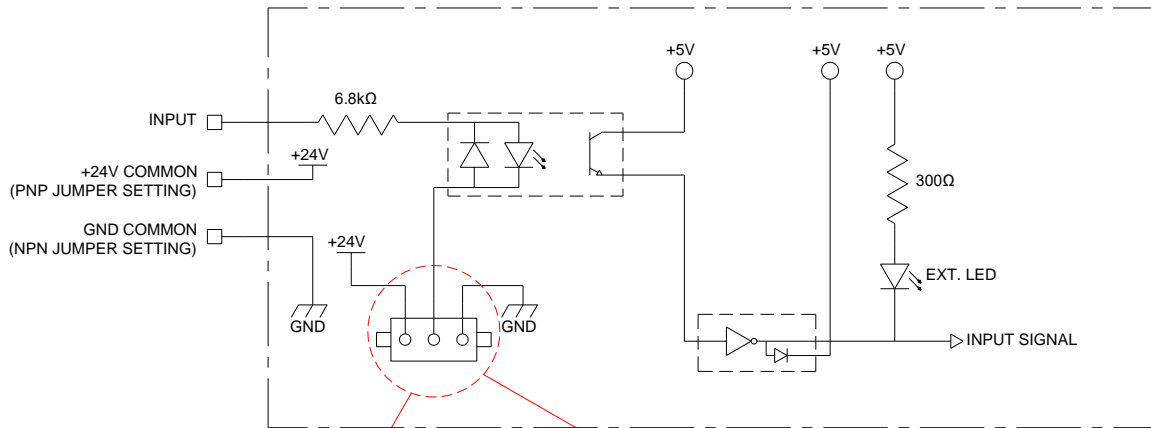 +5V
+5V
+5V
6.8kΩ
INPUT
+24V
+24V COMMON
(PNP JUMPER SETTING)
300Ω
GND COMMON
(NPN JUMPER SETTING)
+24V
EXT. LED
GND
GND
INPUT SIGNAL